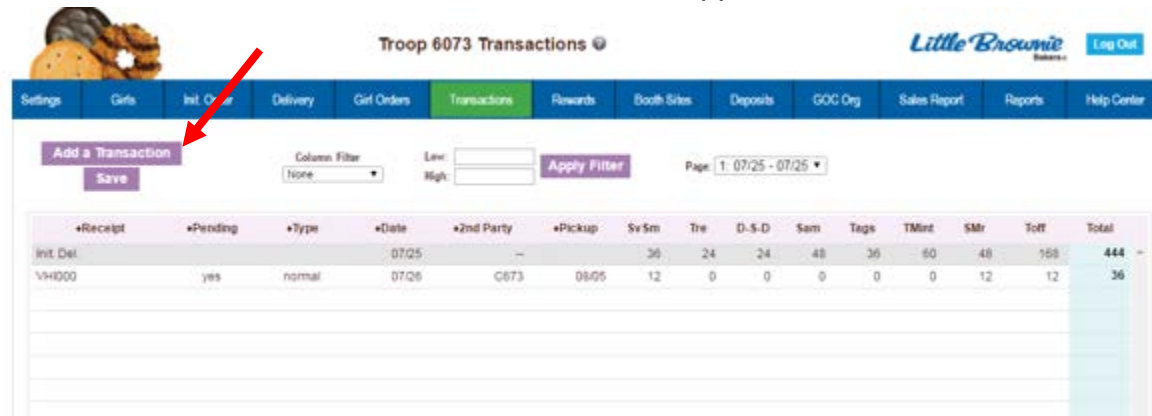 Troop 6073 Transactions
Little Brownie
Bakers
Log Out
Settings Girls Init. Order Delivery Girl Orders Transactions Rewards Booth Sites Deposits GOC Org Sales Report Reports Help Center
Add a Transaction
Save
Column Filter
None
Low:
High:
Apply Filter
Page: 1: 07/25 - 07/25
Receipt Pending Type Date 2nd Party Pickup SvSm Tre D-S-D Sam Tags TMint SMr Toff Total
Init. Del. 07/25 -- 36 24 24 48 36 60 48 168 444
VHI000 yes normal 07/26 C673 08/05 12 0 0 0 0 0 12 12 36